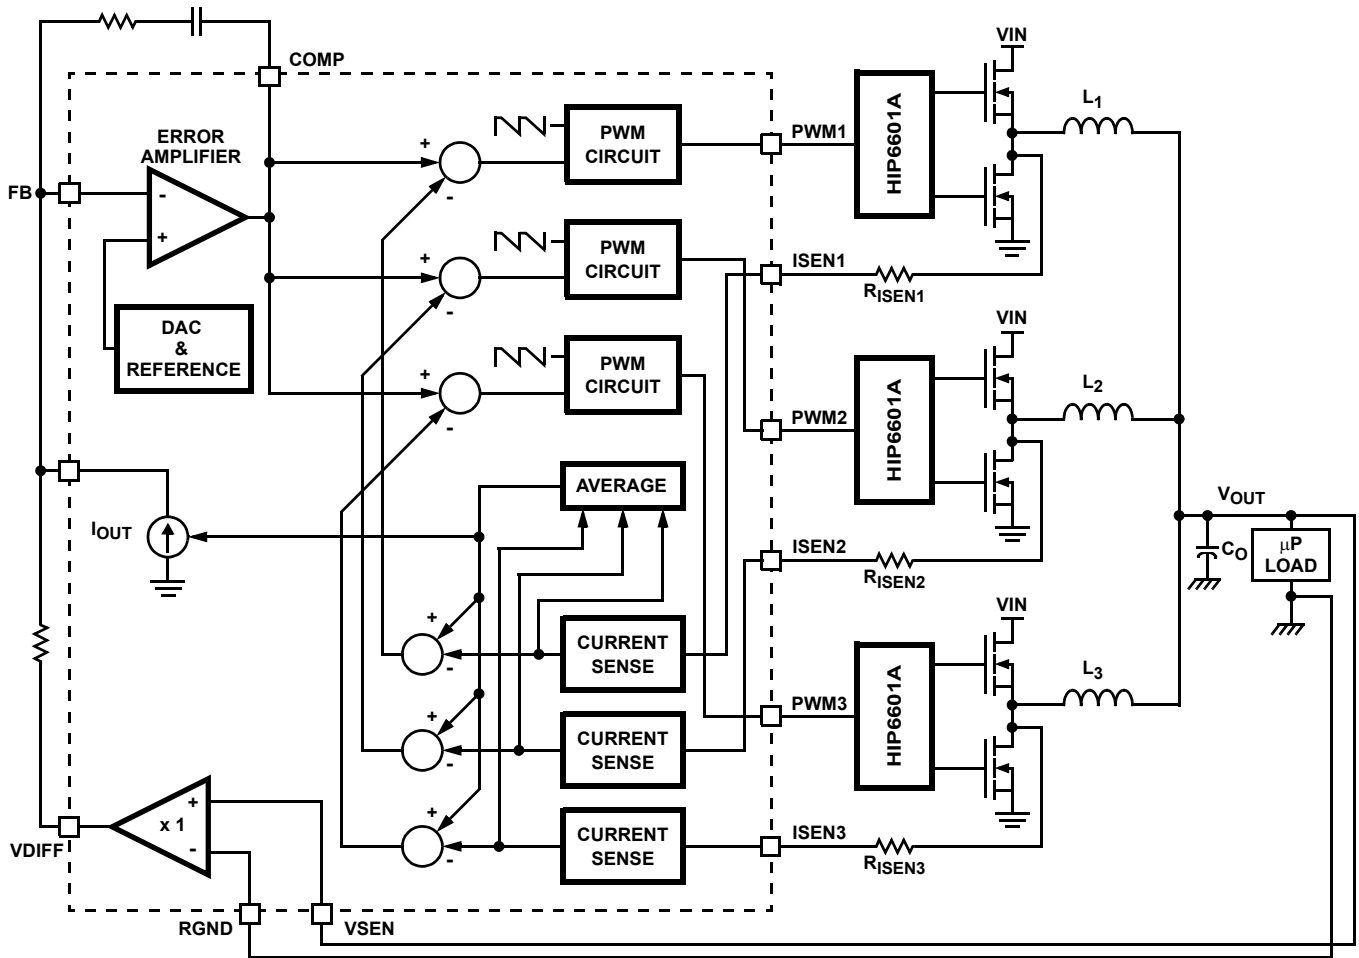 COMP
VIN
L1
ERROR
AMPLIFIER
+
-
PWM
CIRCUIT
PWM1
HIP6601A
FB
-
+
+
-
PWM
CIRCUIT
ISEN1
RISEN1
DAC
&
REFERENCE
VIN
+
-
PWM
CIRCUIT
PWM2
HIP6601A
L2
AVERAGE
IOUT
VOUT
CO
µP
LOAD
ISEN2
RISEN2
VIN
+
-
CURRENT
SENSE
L3
PWM3
HIP6601A
+
-
CURRENT
SENSE
+
x 1
-
VDIFF
+
-
CURRENT
SENSE
ISEN3
RISEN3
RGND
VSEN